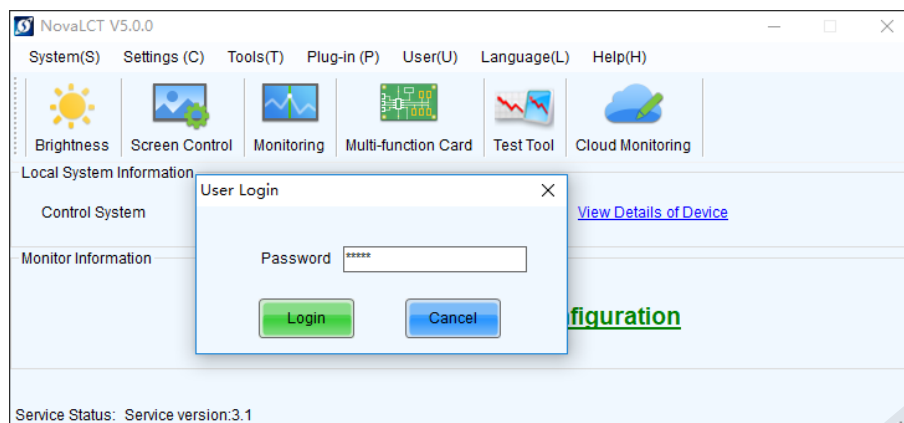 NovaLCT V5.0.0
System(S) Settings (C) Tools(T) Plug-in (P) User(U) Language(L) Help(H)
Brightness Screen Control Monitoring Multi-function Card Test Tool Cloud Monitoring
Local System Information
User Login
Control System
View Details of Device
Monitor Information
Password *****
Login Cancel
figuration
Service Status: Service version:3.1